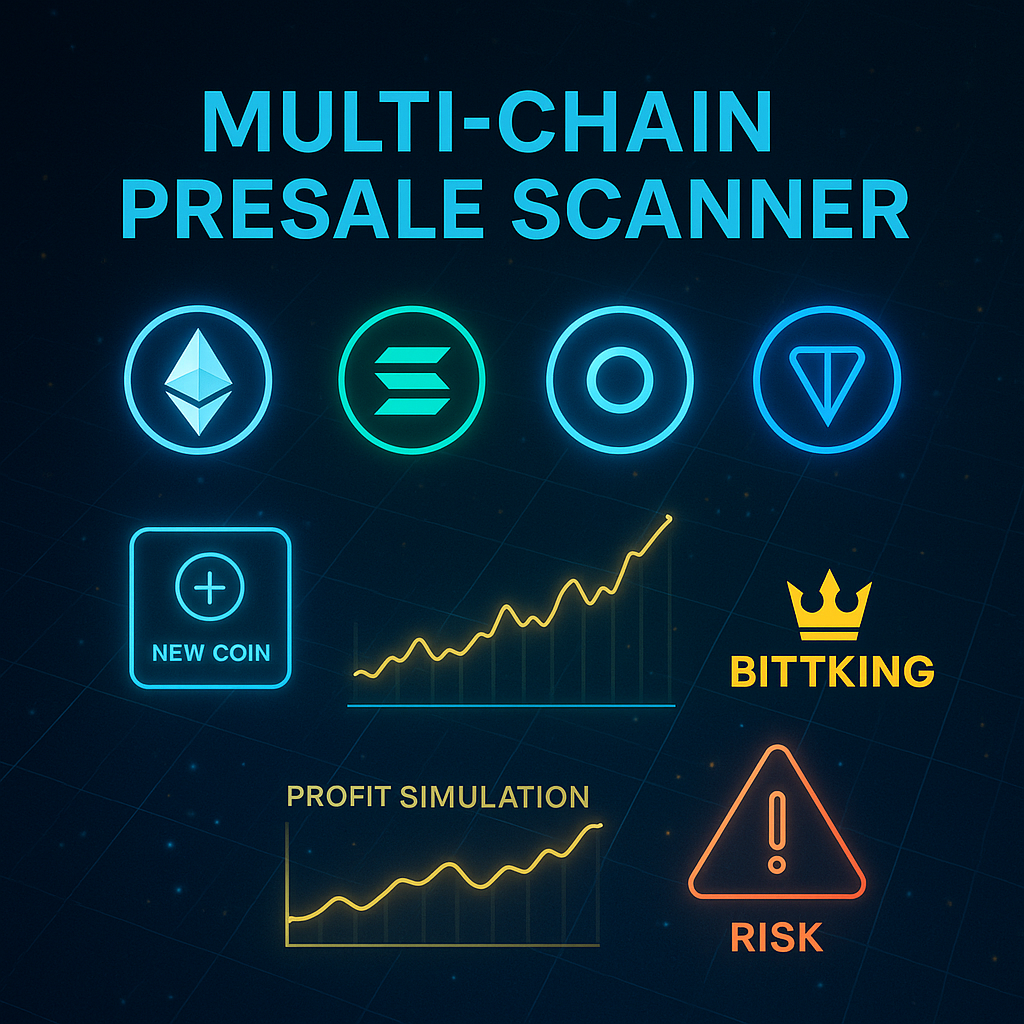 MULTI-CHAIN
PRESALE SCANNER
NEW COIN
BITTKING
PROFIT SIMULATION
RISK